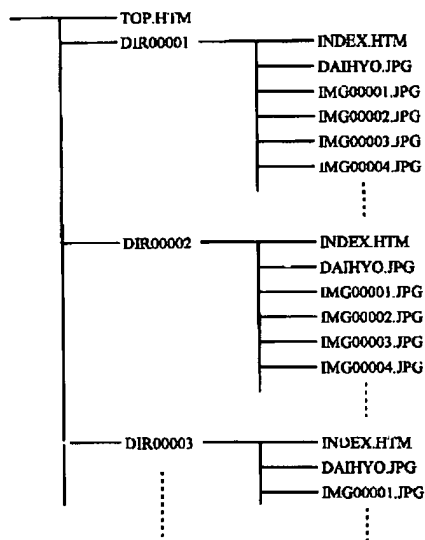 TOP.HTM
DIR00001 INDEX.HTM
DAIHYO.JPG
IMG00001.JPG
IMG00002.JPG
IMG00003.JPG
IMG00004.JPG
DIR00002 INDEX.HTM
DAIHYO.JPG
IMG00001.JPG
IMG00002.JPG
IMG00003.JPG
IMG00004.JPG
DIR00003 INDEX.HTM
DAIHYO.JPG
IMG00001.JPG